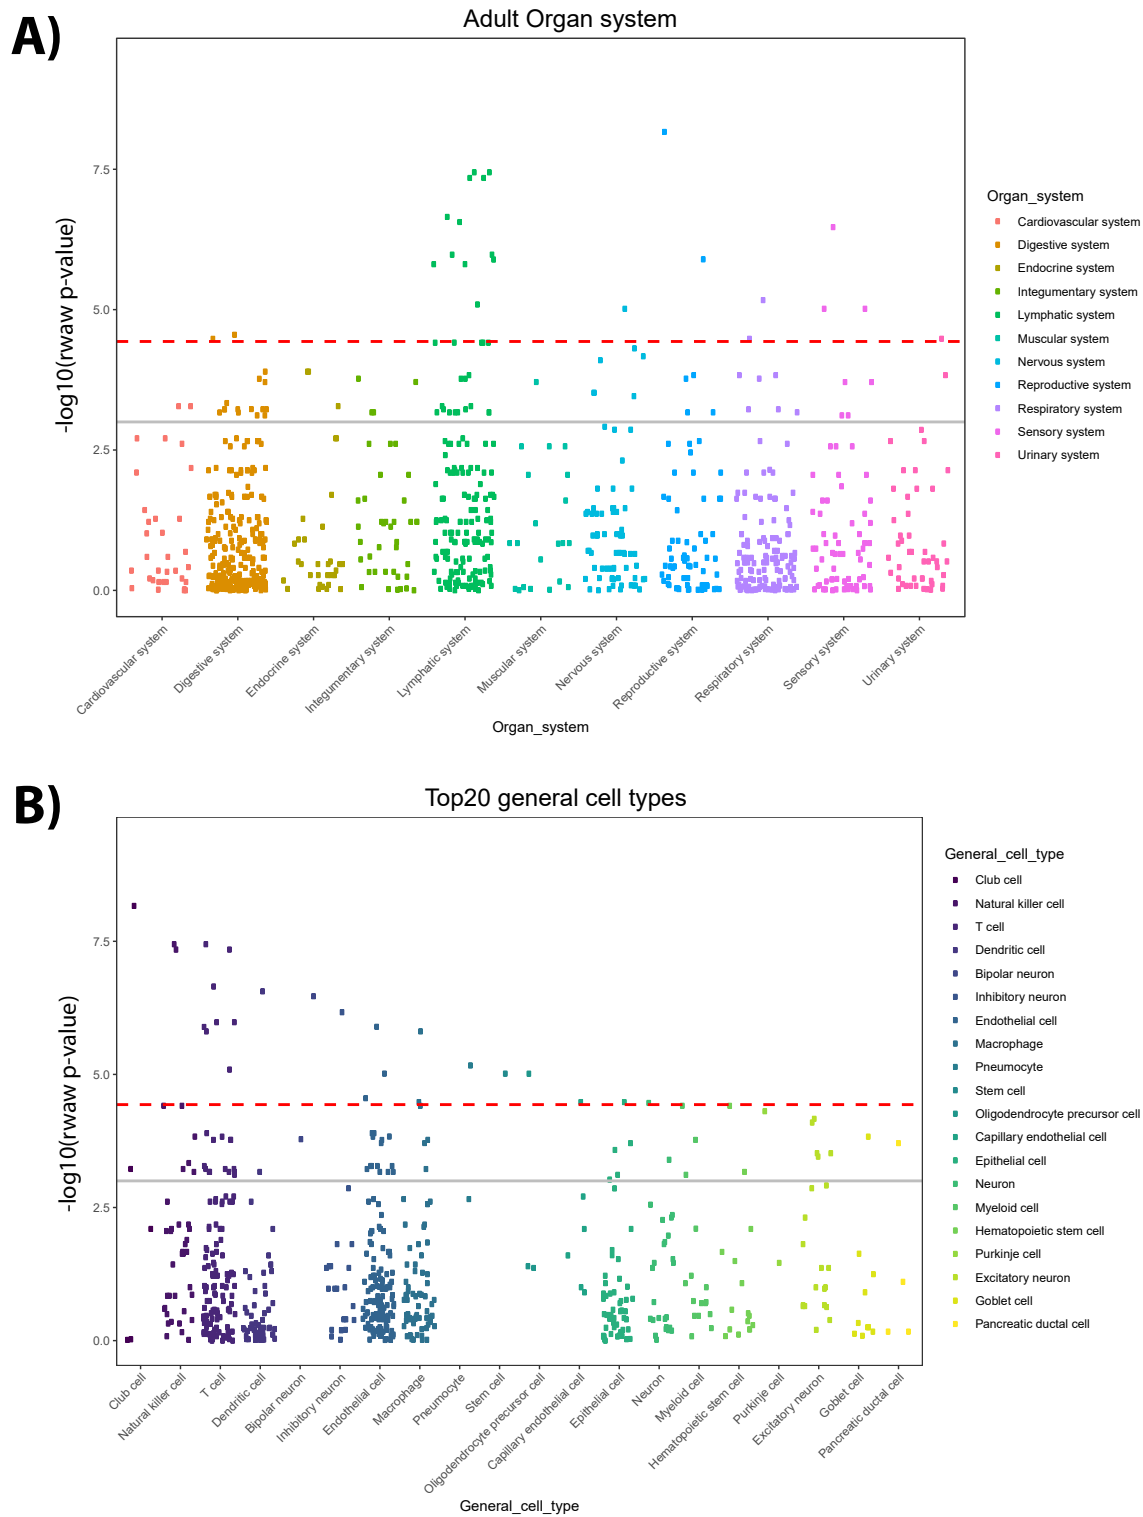 A)
Adult Organ system
-log10(rwaw p-value)
7.5
5.0
2.5
0.0
Cardiovascular system
Digestive system
Endocrine system
Integumentary system
Lymphatic system
Muscular system
Nervous system
Reproductive system
Respiratory system
Sensory system
Urinary system
Organ_system
Organ_system
Cardiovascular system
Digestive system
Endocrine system
Integumentary system
Lymphatic system
Muscular system
Nervous system
Reproductive system
Respiratory system
Sensory system
Urinary system
B)
Top20 general cell types
-log10(rwaw p-value)
7.5
5.0
2.5
0.0
Club cell
Natural killer cell
T cell
Dendritic cell
Bipolar neuron
Inhibitory neuron
Endothelial cell
Macrophage
Pneumocyte
Stem cell
Oligodendrocyte precursor cell
Capillary endothelial cell
Epithelial cell
Neuron
Myeloid cell
Hematopoietic stem cell
Purkinje cell
Excitatory neuron
Goblet cell
Pancreatic ductal cell
General_cell_type
General_cell_type
Club cell
Natural killer cell
T cell
Dendritic cell
Bipolar neuron
Inhibitory neuron
Endothelial cell
Macrophage
Pneumocyte
Stem cell
Oligodendrocyte precursor cell
Capillary endothelial cell
Epithelial cell
Neuron
Myeloid cell
Hematopoietic stem cell
Purkinje cell
Excitatory neuron
Goblet cell
Pancreatic ductal cell